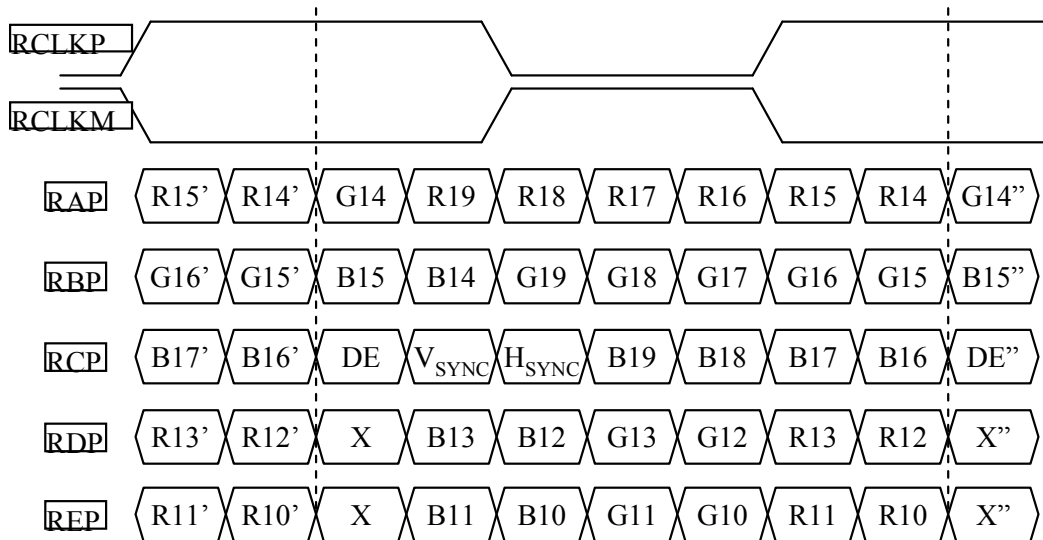 RCLKP
RCLKM
RAP R15’ R14’ G14 R19 R18 R17 R16 R15 R14 G14”
RBP G16’ G15’ B15 B14 G19 G18 G17 G16 G15 B15”
RCP B17’ B16’ DE VSYNC HSYNC B19 B18 B17 B16 DE”
RDP R13’ R12’ X B13 B12 G13 G12 R13 R12 X”
REP R11’ R10’ X B11 B10 G11 G10 R11 R10 X”